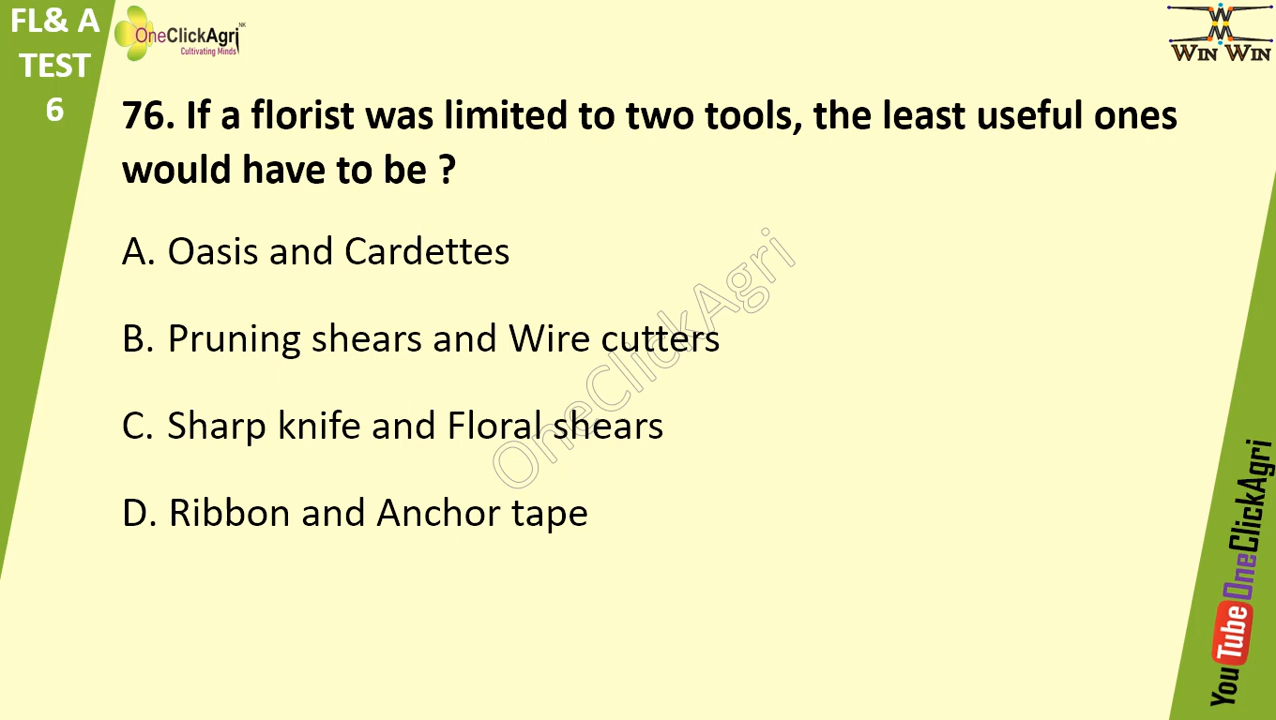 FL& A
TEST
6
OneClickAgri NK
Cultivating Minds
WIN WIN
76. If a florist was limited to two tools, the least useful ones
would have to be ?
A. Oasis and Cardettes
B. Pruning shears and Wire cutters
C. Sharp knife and Floral shears
D. Ribbon and Anchor tape
OneClickAgri
YouTube OneClickAgri